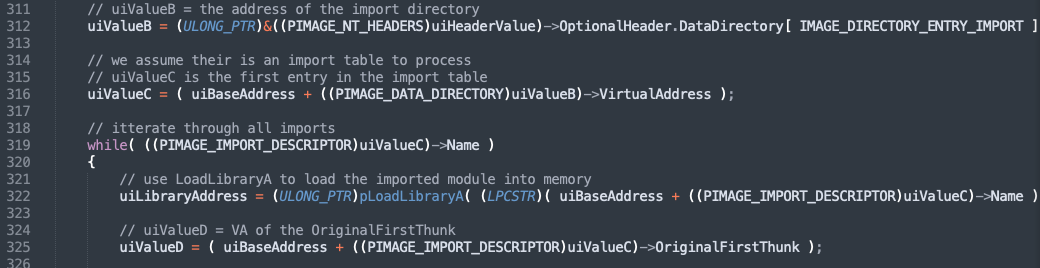 311 // uiValueB = the address of the import directory
312 uiValueB = (ULONG_PTR)&((PIMAGE_NT_HEADERS)uiHeaderValue)->OptionalHeader.DataDirectory[ IMAGE_DIRECTORY_ENTRY_IMPORT ]
313
314 // we assume their is an import table to process
315 // uiValueC is the first entry in the import table
316 uiValueC = ( uiBaseAddress + ((PIMAGE_DATA_DIRECTORY)uiValueB)->VirtualAddress );
317
318 // itterate through all imports
319 while( ((PIMAGE_IMPORT_DESCRIPTOR)uiValueC)->Name )
320 {
321 // use LoadLibraryA to load the imported module into memory
322 uiLibraryAddress = (ULONG_PTR)pLoadLibraryA( (LPCSTR)( uiBaseAddress + ((PIMAGE_IMPORT_DESCRIPTOR)uiValueC)->Name )
323
324 // uiValueD = VA of the OriginalFirstThunk
325 uiValueD = ( uiBaseAddress + ((PIMAGE_IMPORT_DESCRIPTOR)uiValueC)->OriginalFirstThunk );
326